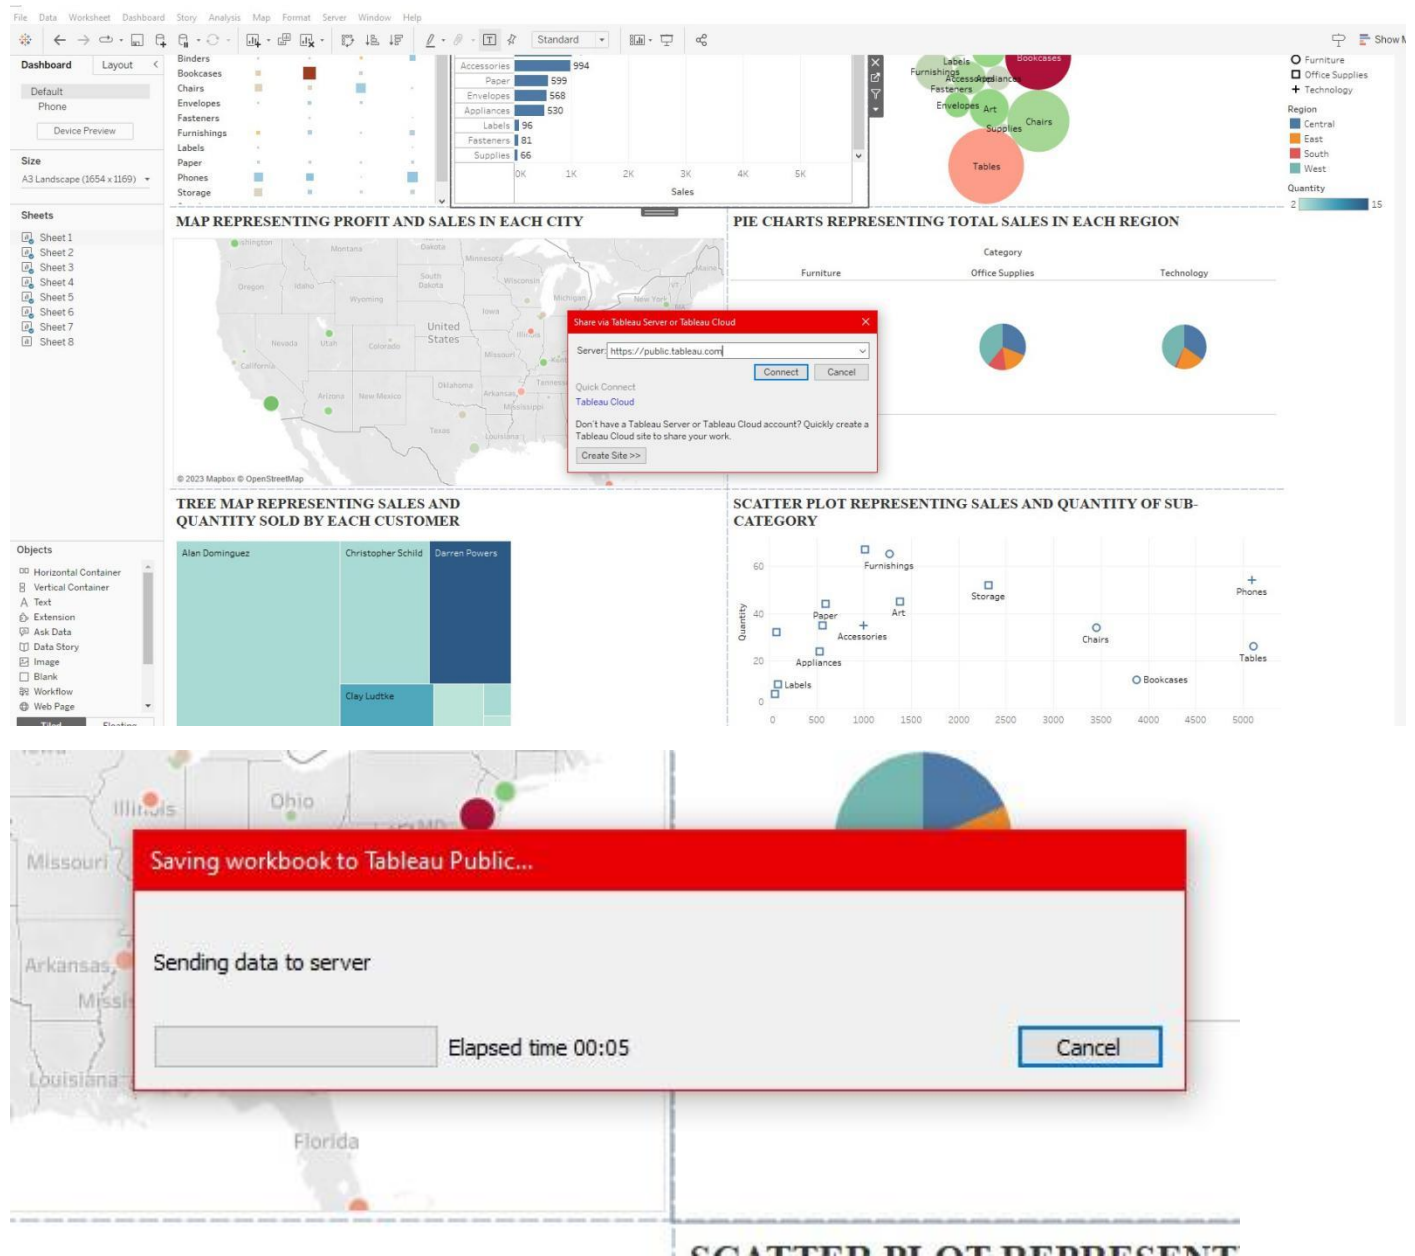 File Data Worksheet Dashboard Story Analysis Map Format Server Window Help
Standard
Show M
Dashboard Layout
Default
Phone
Device Preview
Size
A3 Landscape (1654 x 1169)
Sheets
Sheet 1
Sheet 2
Sheet 3
Sheet 4
Sheet 5
Sheet 6
Sheet 7
Sheet 8
Objects
Horizontal Container
Vertical Container
A Text
Extension
Ask Data
Data Story
Image
Blank
Workflow
Web Page
Tiled Floating
Binders
Bookcases
Chairs
Envelopes
Fasteners
Furnishings
Labels
Paper
Phones
Storage
Accessories 994
Paper 599
Envelopes 568
Appliances 530
Labels 96
Fasteners 81
Supplies 66
0K 1K 2K 3K 4K 5K
Sales
Labels
Bookcases
Furnishings
Accessories Appliances
Fasteners
Envelopes
Art
Supplies
Chairs
Tables
Furniture
Office Supplies
Technology
Region
Central
East
South
West
Quantity
2 15
MAP REPRESENTING PROFIT AND SALES IN EACH CITY
Washington
Montana
Dakota
Minnesota
Maine
Oregon
Idaho
South
Dakota
Wisconsin
VT
Wyoming
Michigan
New York
MA
Iowa
United
States
Nevada
Utah
Colorado
Illinois
Missouri
California
Oklahoma
Arizona
New Mexico
Arkansas
Mississippi
Texas
Louisiana
© 2023 Mapbox © OpenStreetMap
Share via Tableau Server or Tableau Cloud
Server: https://public.tableau.com
Connect Cancel
Quick Connect
Tableau Cloud
Don't have a Tableau Server or Tableau Cloud account? Quickly create a
Tableau Cloud site to share your work.
Create Site >>
PIE CHARTS REPRESENTING TOTAL SALES IN EACH REGION
Category
Furniture Office Supplies Technology
TREE MAP REPRESENTING SALES AND
QUANTITY SOLD BY EACH CUSTOMER
Alan Dominguez Christopher Schild Darren Powers
Clay Ludtke
SCATTER PLOT REPRESENTING SALES AND QUANTITY OF SUB-
CATEGORY
Quantity
60
40
20
0
Furnishings
Storage
Phones
Paper
Art
Accessories
Chairs
Appliances
Tables
Labels
Bookcases
0 500 1000 1500 2000 2500 3000 3500 4000 4500 5000
Illinois
Ohio
MD
Missouri
Saving workbook to Tableau Public...
Arkansas
Sending data to server
Elapsed time 00:05
Cancel
Louisiana
Florida
SCATTER PLOT REPRESENT